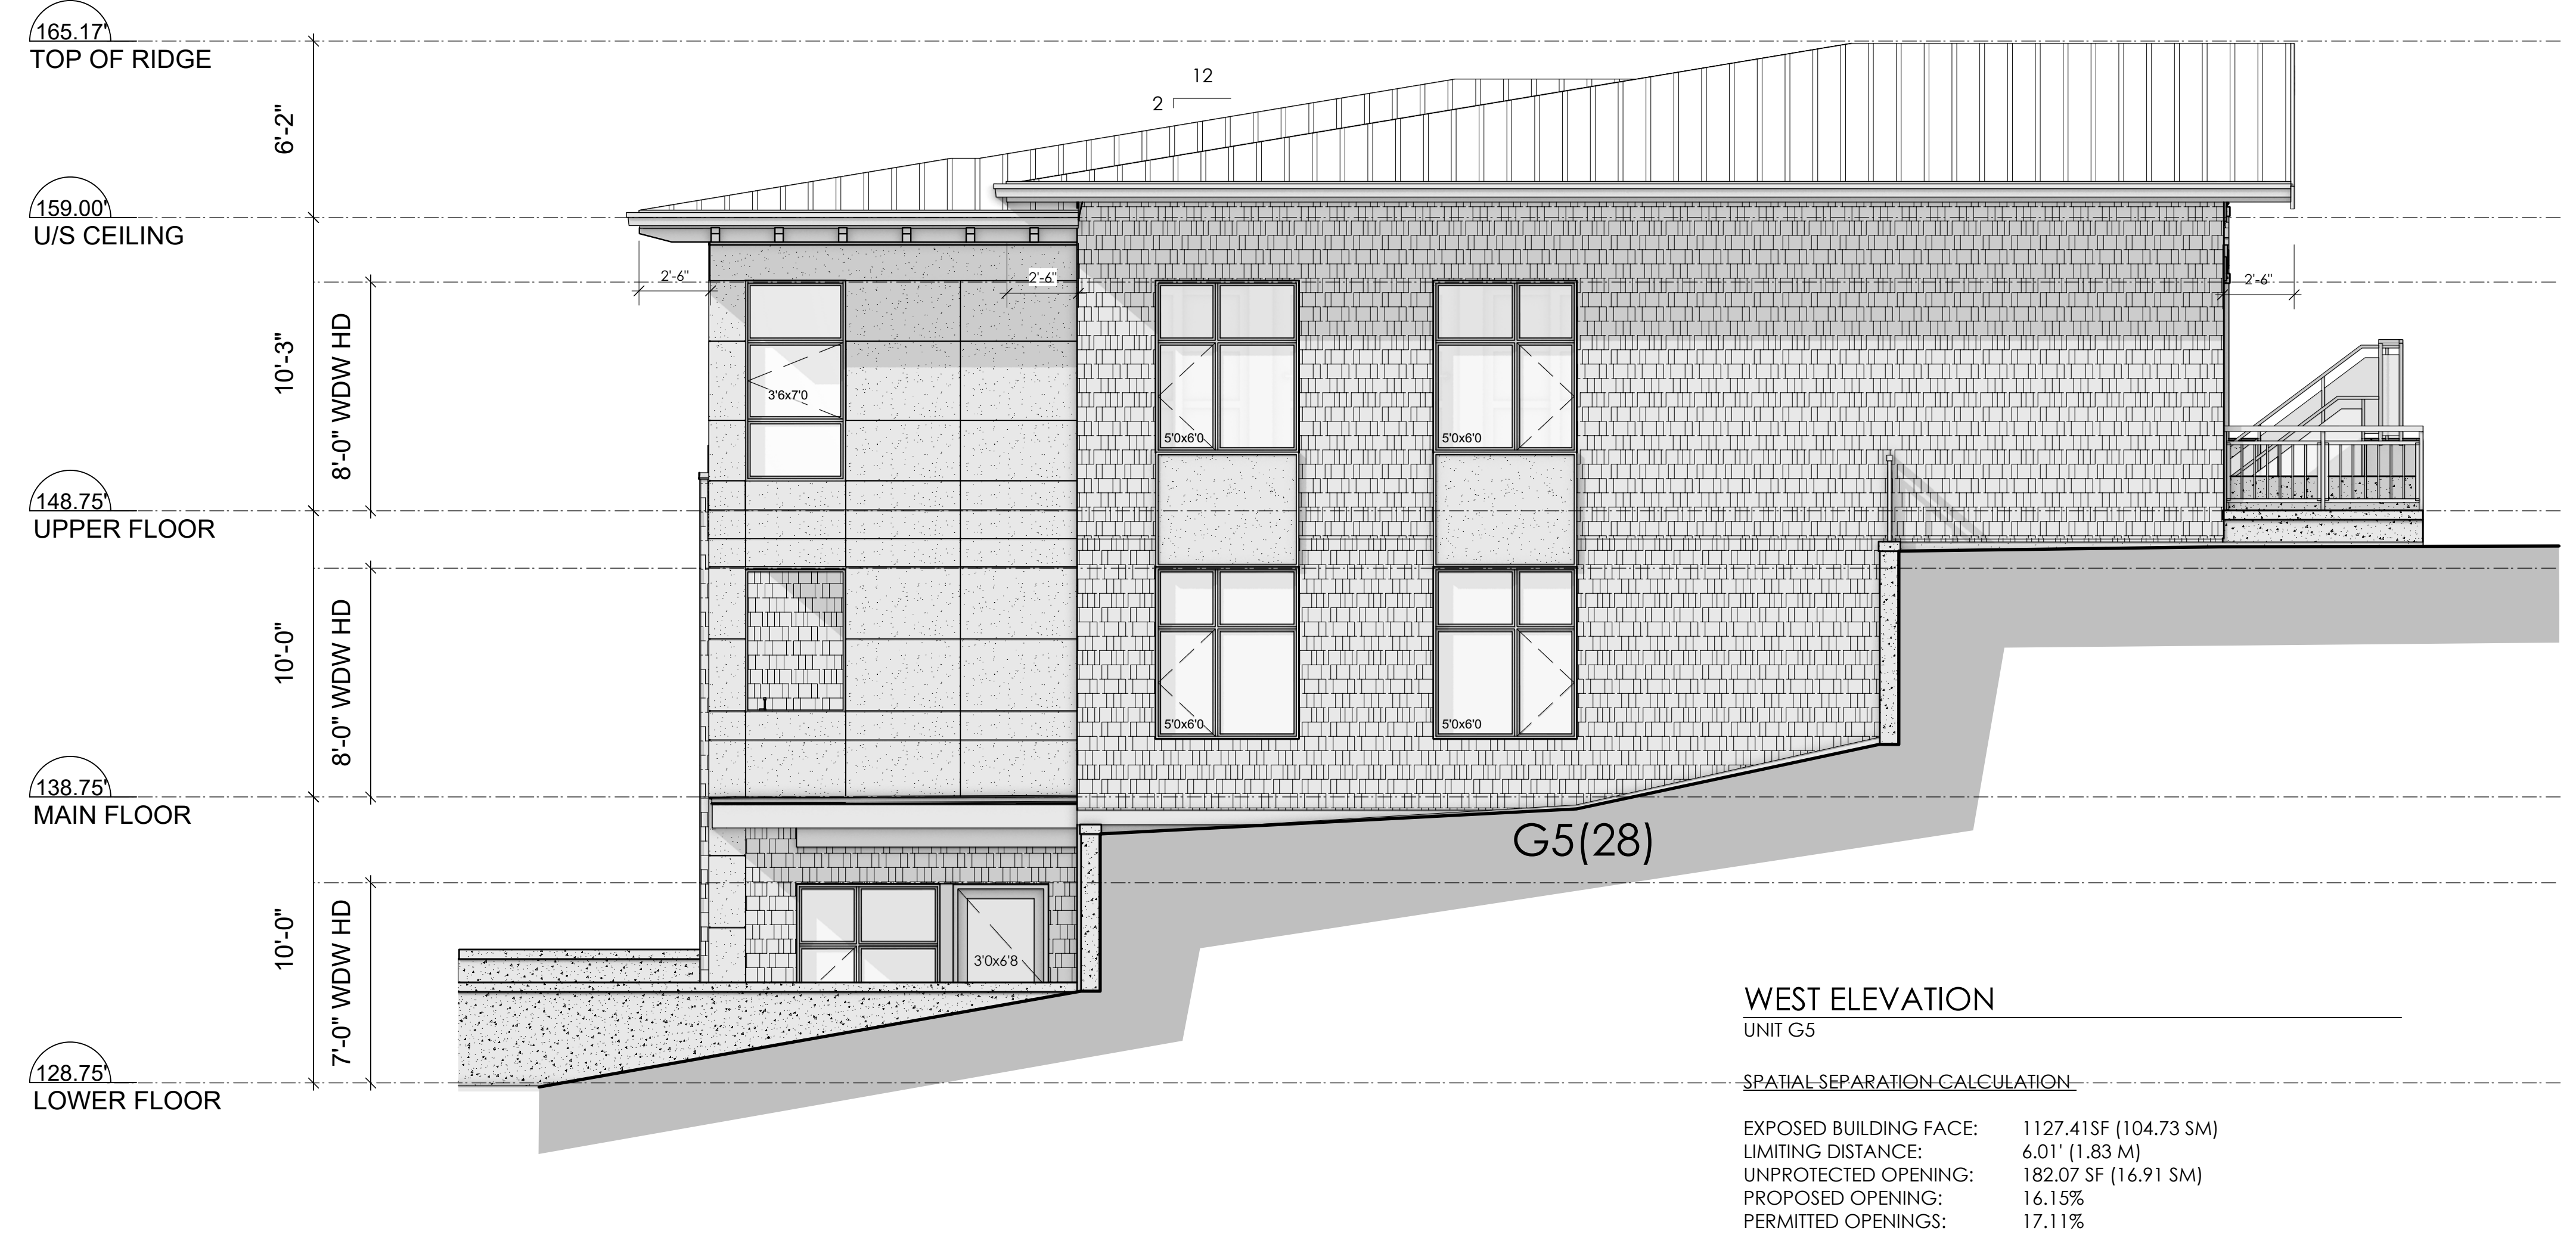 165.17'
TOP OF RIDGE
6'-2"
12
2
159.00'
U/S CEILING
2'-6"
2'-6"
2'-6"
10'-3"
8'-0" WDW HD
3'6x7'0
5'0x6'0
5'0x6'0
148.75'
UPPER FLOOR
10'-0"
8'-0" WDW HD
5'0x6'0
5'0x6'0
138.75'
MAIN FLOOR
G5(28)
10'-0"
7'-0" WDW HD
3'0x6'8
128.75'
LOWER FLOOR
WEST ELEVATION
UNIT G5
SPATIAL SEPARATION CALCULATION
EXPOSED BUILDING FACE: 1127.41SF (104.73 SM)
LIMITING DISTANCE: 6.01' (1.83 M)
UNPROTECTED OPENING: 182.07 SF (16.91 SM)
PROPOSED OPENING: 16.15%
PERMITTED OPENINGS: 17.11%